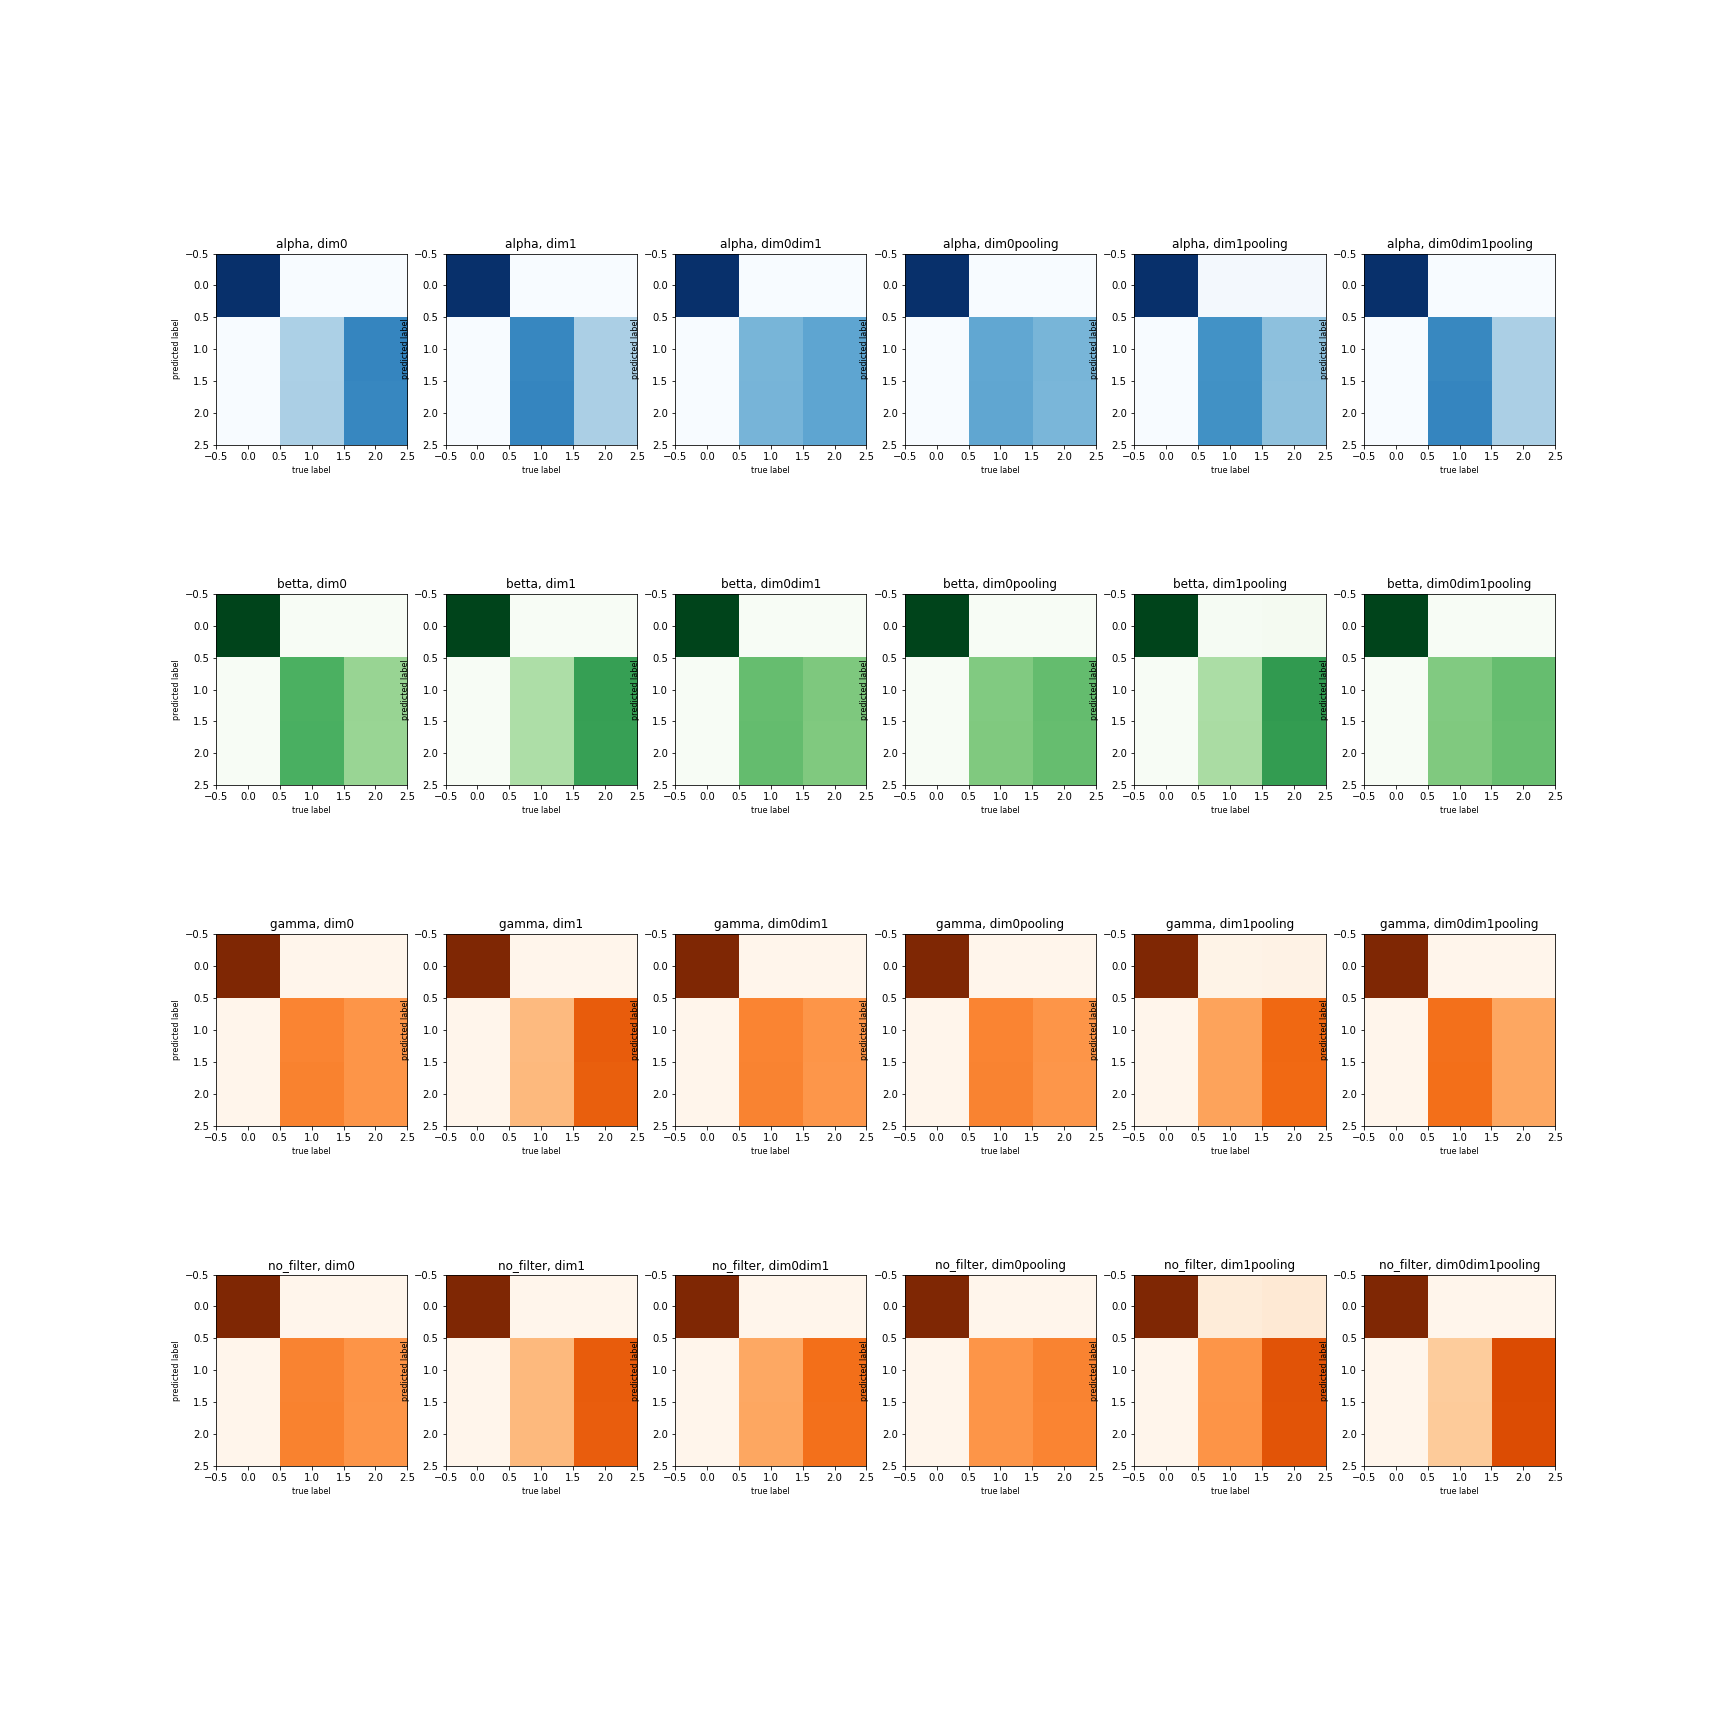 alpha, dim0
alpha, dim1
alpha, dim0dim1
alpha, dim0pooling
alpha, dim1pooling
alpha, dim0dim1pooling
−0.5 −0.5 −0.5 −0.5 −0.5 −0.5
0.0 0.0 0.0 0.0 0.0 0.0
0.5 0.5 0.5 0.5 0.5 0.5
1.0 1.0 1.0 1.0 1.0 1.0
1.5 1.5 1.5 1.5 1.5 1.5
2.0 2.0 2.0 2.0 2.0 2.0
2.5 2.5 2.5 2.5 2.5 2.5
predicted label
predicted label
predicted label
predicted label
predicted label
predicted label
−0.5 0.0 0.5 1.0 1.5 2.0 2.5
−0.5 0.0 0.5 1.0 1.5 2.0 2.5
−0.5 0.0 0.5 1.0 1.5 2.0 2.5
−0.5 0.0 0.5 1.0 1.5 2.0 2.5
−0.5 0.0 0.5 1.0 1.5 2.0 2.5
−0.5 0.0 0.5 1.0 1.5 2.0 2.5
true label
true label
true label
true label
true label
true label
betta, dim0
betta, dim1
betta, dim0dim1
betta, dim0pooling
betta, dim1pooling
betta, dim0dim1pooling
−0.5 −0.5 −0.5 −0.5 −0.5 −0.5
0.0 0.0 0.0 0.0 0.0 0.0
0.5 0.5 0.5 0.5 0.5 0.5
1.0 1.0 1.0 1.0 1.0 1.0
1.5 1.5 1.5 1.5 1.5 1.5
2.0 2.0 2.0 2.0 2.0 2.0
2.5 2.5 2.5 2.5 2.5 2.5
predicted label
predicted label
predicted label
predicted label
predicted label
predicted label
−0.5 0.0 0.5 1.0 1.5 2.0 2.5
−0.5 0.0 0.5 1.0 1.5 2.0 2.5
−0.5 0.0 0.5 1.0 1.5 2.0 2.5
−0.5 0.0 0.5 1.0 1.5 2.0 2.5
−0.5 0.0 0.5 1.0 1.5 2.0 2.5
−0.5 0.0 0.5 1.0 1.5 2.0 2.5
true label
true label
true label
true label
true label
true label
gamma, dim0
gamma, dim1
gamma, dim0dim1
gamma, dim0pooling
gamma, dim1pooling
gamma, dim0dim1pooling
−0.5 −0.5 −0.5 −0.5 −0.5 −0.5
0.0 0.0 0.0 0.0 0.0 0.0
0.5 0.5 0.5 0.5 0.5 0.5
1.0 1.0 1.0 1.0 1.0 1.0
1.5 1.5 1.5 1.5 1.5 1.5
2.0 2.0 2.0 2.0 2.0 2.0
2.5 2.5 2.5 2.5 2.5 2.5
predicted label
predicted label
predicted label
predicted label
predicted label
predicted label
−0.5 0.0 0.5 1.0 1.5 2.0 2.5
−0.5 0.0 0.5 1.0 1.5 2.0 2.5
−0.5 0.0 0.5 1.0 1.5 2.0 2.5
−0.5 0.0 0.5 1.0 1.5 2.0 2.5
−0.5 0.0 0.5 1.0 1.5 2.0 2.5
−0.5 0.0 0.5 1.0 1.5 2.0 2.5
true label
true label
true label
true label
true label
true label
no_filter, dim0
no_filter, dim1
no_filter, dim0dim1
no_filter, dim0pooling
no_filter, dim1pooling
no_filter, dim0dim1pooling
−0.5 −0.5 −0.5 −0.5 −0.5 −0.5
0.0 0.0 0.0 0.0 0.0 0.0
0.5 0.5 0.5 0.5 0.5 0.5
1.0 1.0 1.0 1.0 1.0 1.0
1.5 1.5 1.5 1.5 1.5 1.5
2.0 2.0 2.0 2.0 2.0 2.0
2.5 2.5 2.5 2.5 2.5 2.5
predicted label
predicted label
predicted label
predicted label
predicted label
predicted label
−0.5 0.0 0.5 1.0 1.5 2.0 2.5
−0.5 0.0 0.5 1.0 1.5 2.0 2.5
−0.5 0.0 0.5 1.0 1.5 2.0 2.5
−0.5 0.0 0.5 1.0 1.5 2.0 2.5
−0.5 0.0 0.5 1.0 1.5 2.0 2.5
−0.5 0.0 0.5 1.0 1.5 2.0 2.5
true label
true label
true label
true label
true label
true label